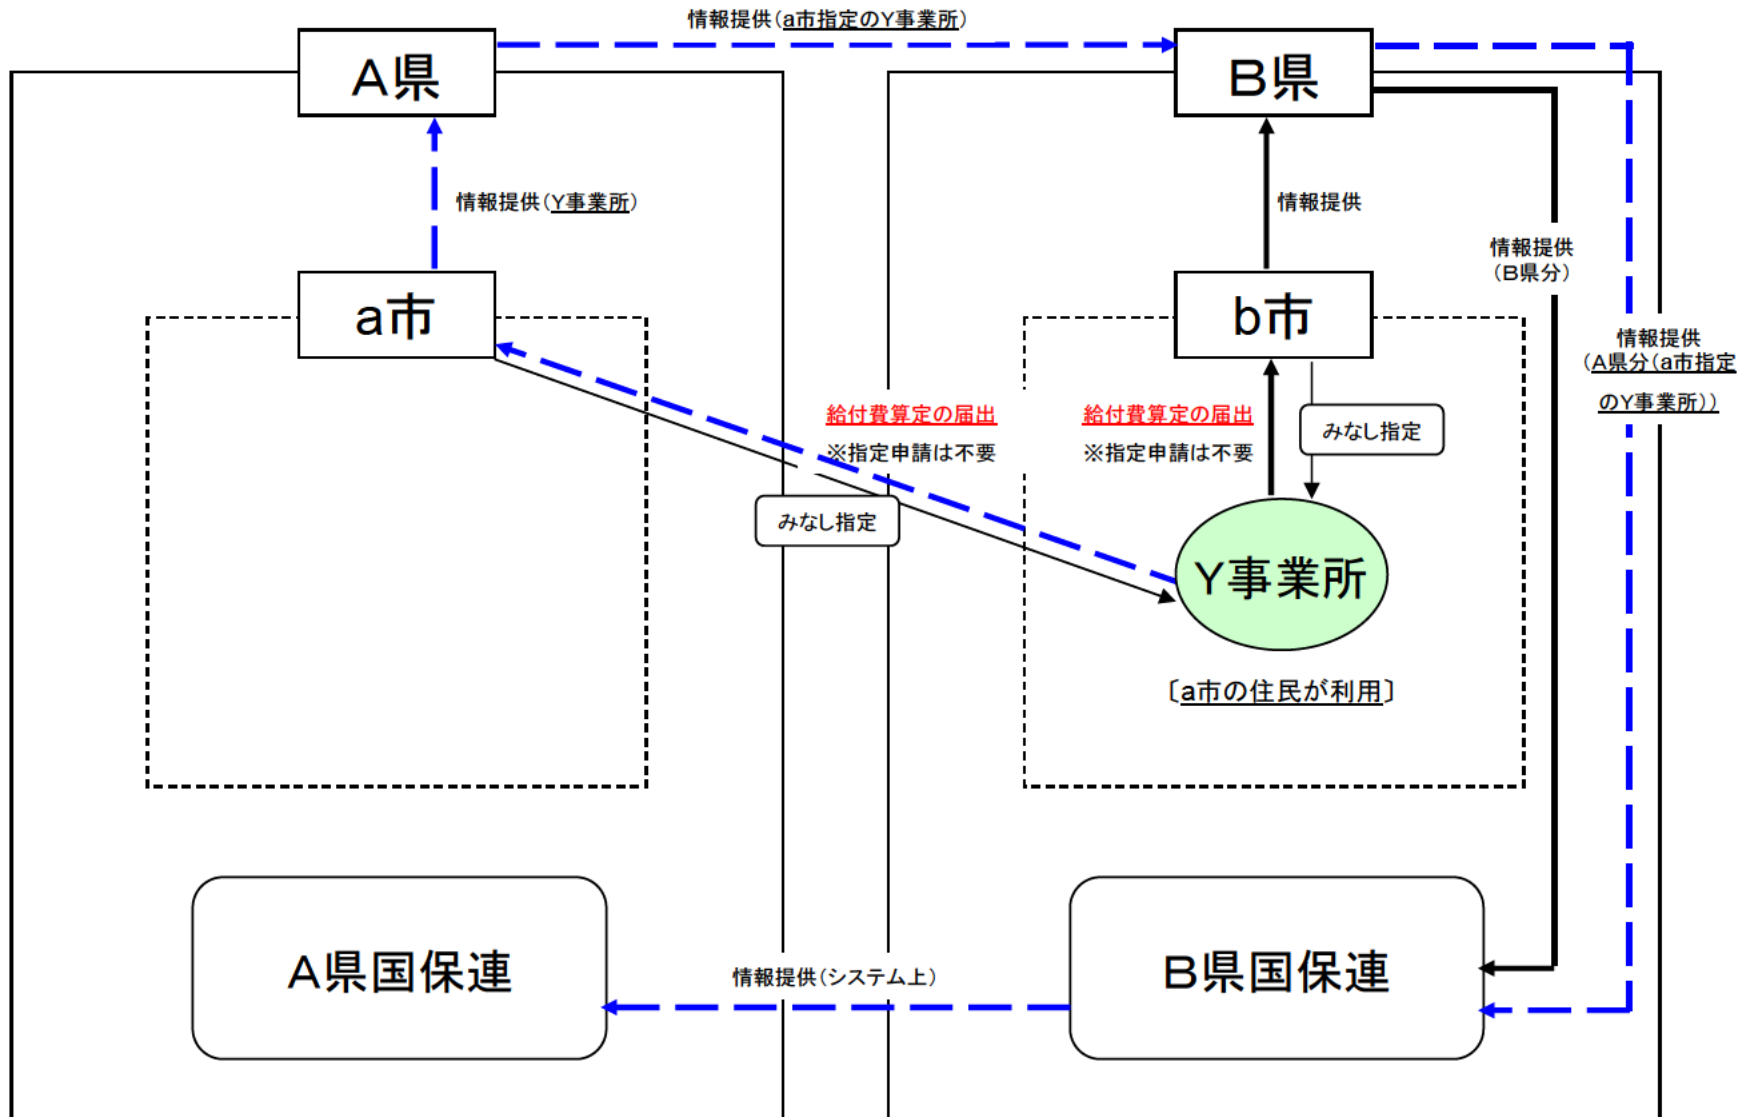 情報提供（a市指定のY事業所）
A県
B県
情報提供（Y事業所）
情報提供
情報提供
（B県分）
a市
b市
情報提供
（A県分（a市指定
のY事業所））
給付費算定の届出
※指定申請は不要
給付費算定の届出
※指定申請は不要
みなし指定
みなし指定
Y事業所
〔a市の住民が利用〕
A県国保連
情報提供（システム上）
B県国保連